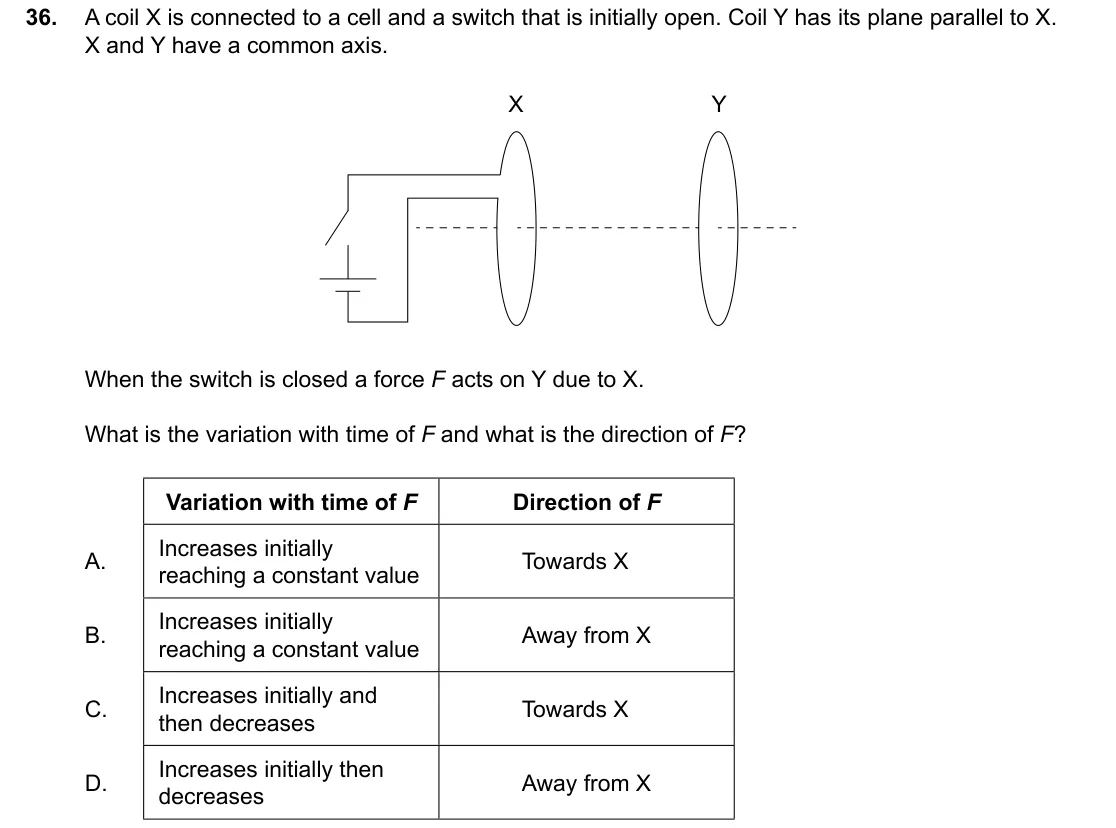 36. A coil X is connected to a cell and a switch that is initially open. Coil Y has its plane parallel to X.
X and Y have a common axis.
X Y
When the switch is closed a force F acts on Y due to X.
What is the variation with time of F and what is the direction of F?
Variation with time of F Direction of F
A. Increases initially
reaching a constant value Towards X
B. Increases initially
reaching a constant value Away from X
C. Increases initially and
then decreases Towards X
D. Increases initially then
decreases Away from X